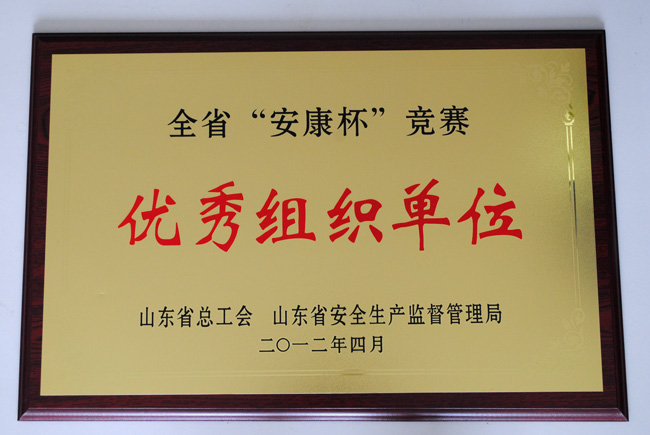 全省“安康杯”竞赛
优秀组织单位
山东省总工会 山东省安全生产监督管理局
二〇一二年四月